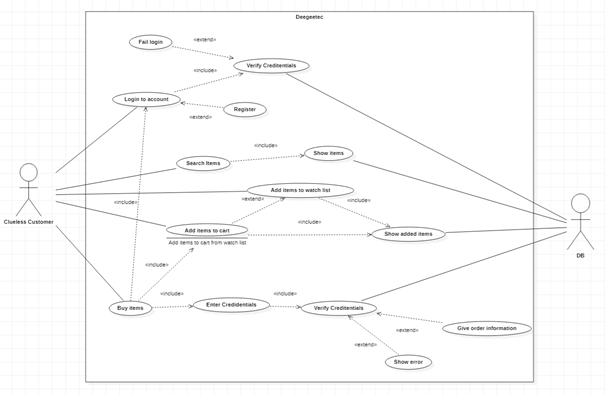 Deegeetec
Fail login
«extend»
Verify Creditentials
«include»
Login to account
Register
«extend»
«include»
Show items
Search Items
Add items to watch list
«extend»
«include»
«include»
Clueless Customer
Add items to cart
«include»
Show added items
Add items to cart from watch list
DB
«include»
«include»
Enter Credidentials
«include»
Buy items
Verify Creditentials
Give order information
«extend»
«extend»
Show error